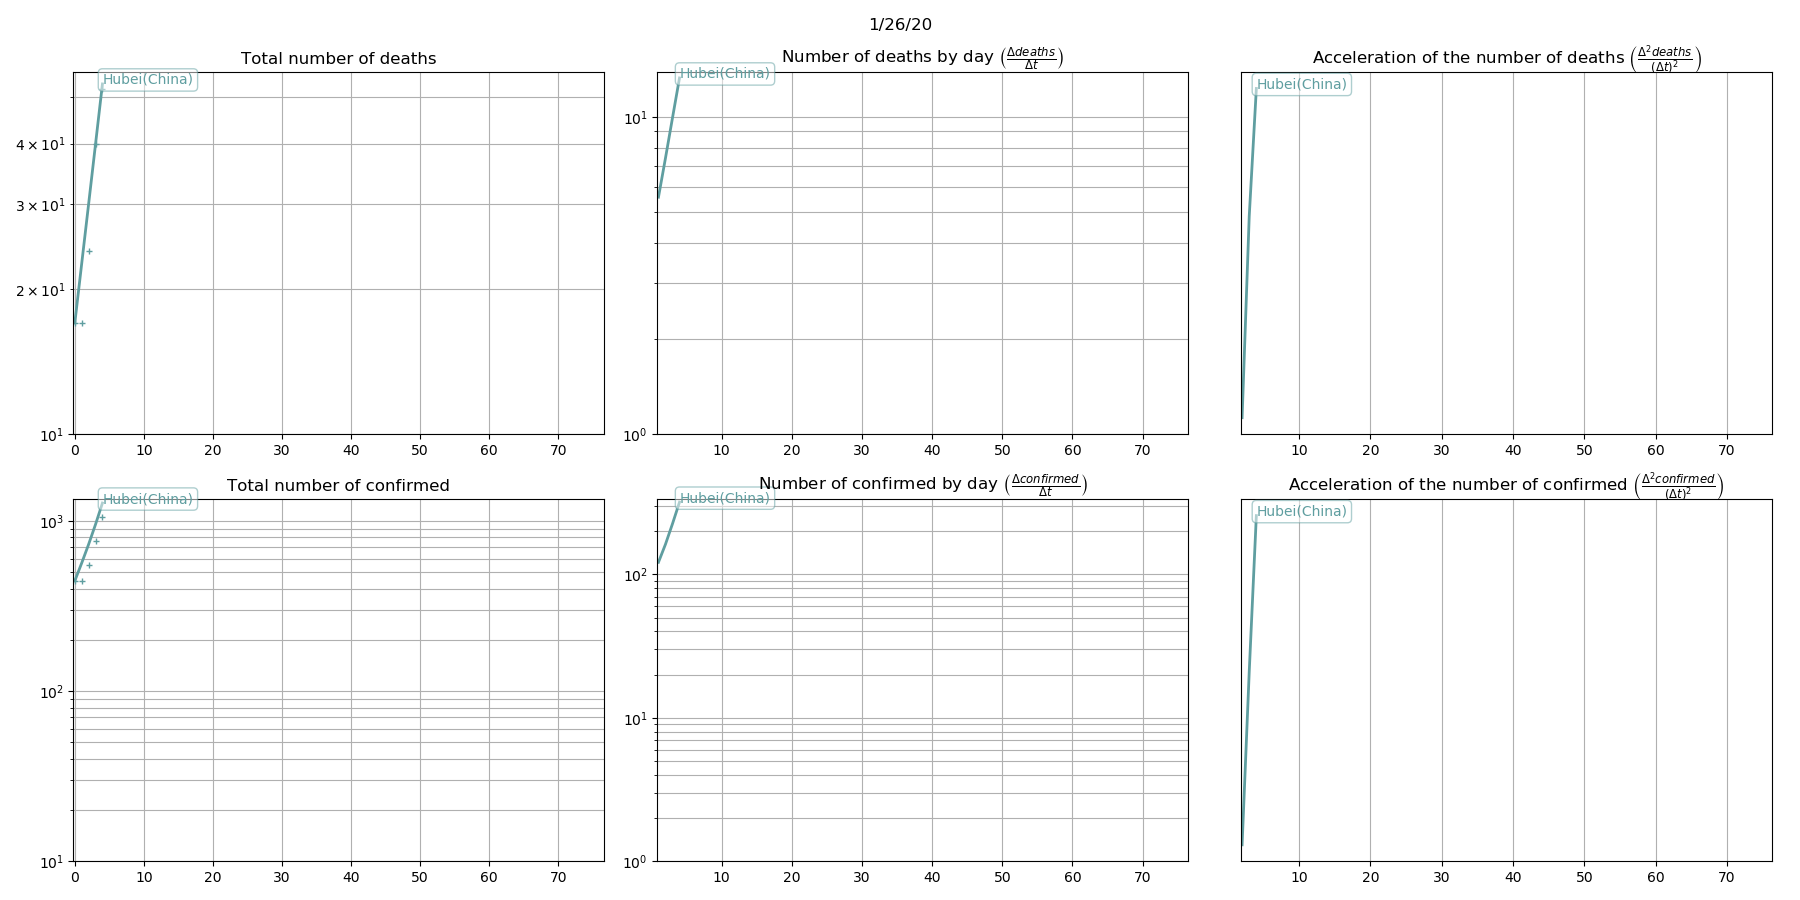 1/26/20
Total number of deaths
Hubei(China)
4 × 10¹
3 × 10¹
2 × 10¹
10¹
0 10 20 30 40 50 60 70
Number of deaths by day (Δdeaths/Δt)
Hubei(China)
10¹
10⁰
10 20 30 40 50 60 70
Acceleration of the number of deaths (Δ²deaths/(Δt)²)
Hubei(China)
10 20 30 40 50 60 70
Total number of confirmed
Hubei(China)
10³
10²
10¹
0 10 20 30 40 50 60 70
Number of confirmed by day (Δconfirmed/Δt)
Hubei(China)
10²
10¹
10⁰
10 20 30 40 50 60 70
Acceleration of the number of confirmed (Δ²confirmed/(Δt)²)
Hubei(China)
10 20 30 40 50 60 70